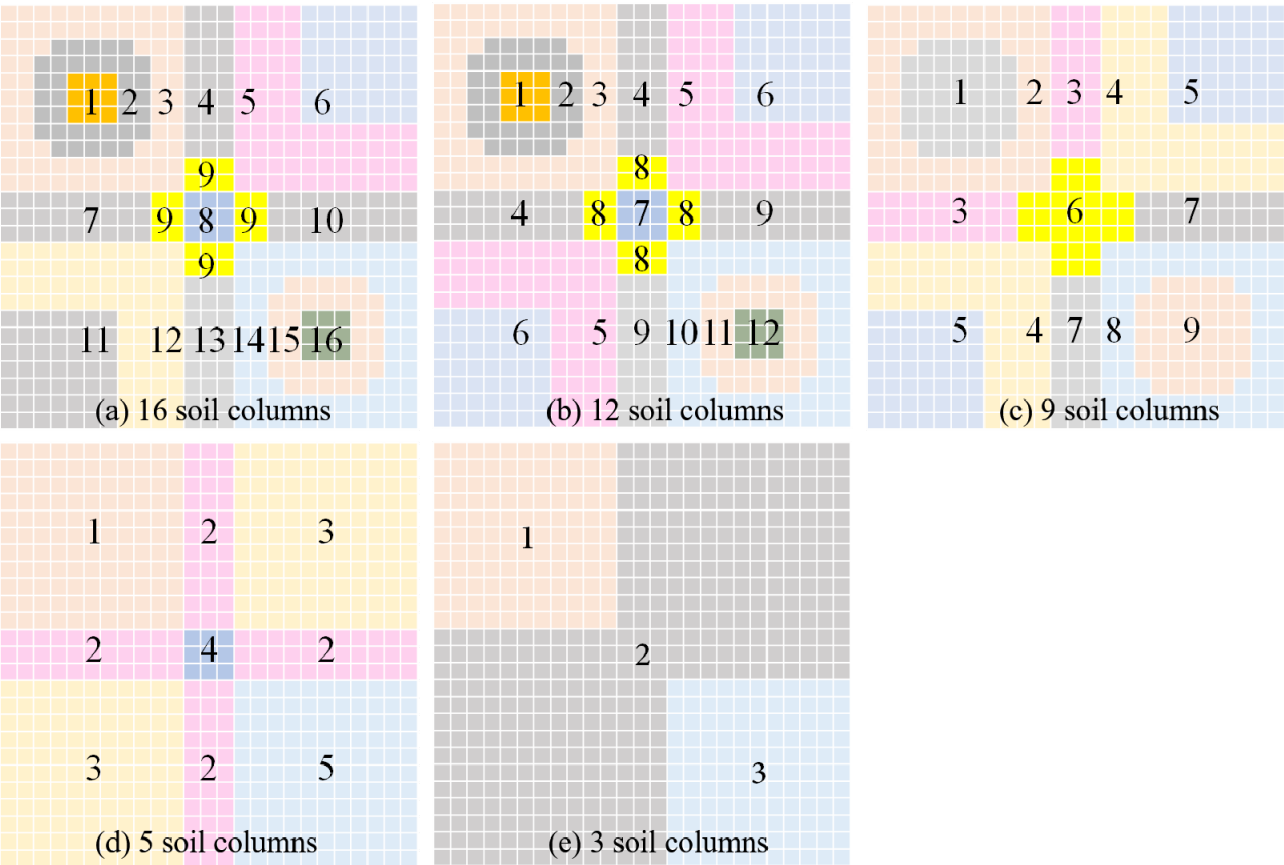 1 2 3 4 5 6
9
7 9 8 9 10
9
11 12 13 14 15 16
(a) 16 soil columns
1 2 3 4 5 6
8
4 8 7 8 9
8
6 5 9 10 11 12
(b) 12 soil columns
1 2 3 4 5
3 6 7
5 4 7 8 9
(c) 9 soil columns
1 2 3
2 4 2
3 2 5
(d) 5 soil columns
1
2
3
(e) 3 soil columns